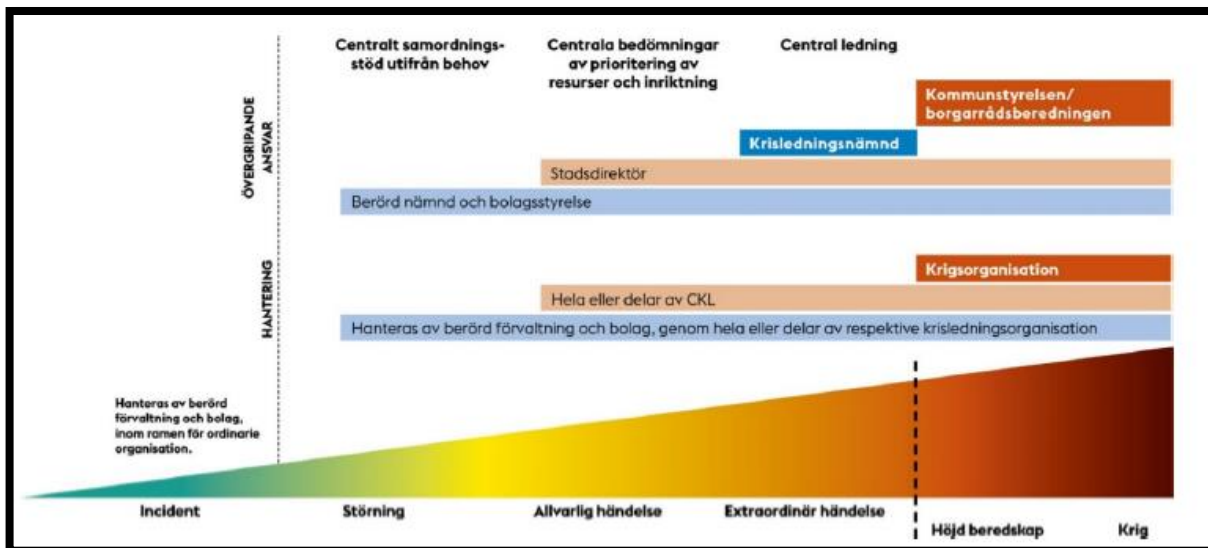 Centralt samordnings-
stöd utifrån behov
Centrala bedömningar
av prioritering av
resurser och inriktning
Central ledning
ÖVERGRIPANDE
ANSVAR
Kommunstyrelsen/
borgarrådsberedningen
Krisledningsnämnd
Stadsdirektör
Berörd nämnd och bolagsstyrelse
HANTERING
Krigsorganisation
Hela eller delar av CKL
Hanteras av berörd förvaltning och bolag, genom hela eller delar av respektive krisledningsorganisation
Hanteras av berörd
förvaltning och bolag,
inom ramen för ordinarie
organisation.
Incident
Störning
Allvarlig händelse
Extraordinär händelse
Höjd beredskap
Krig